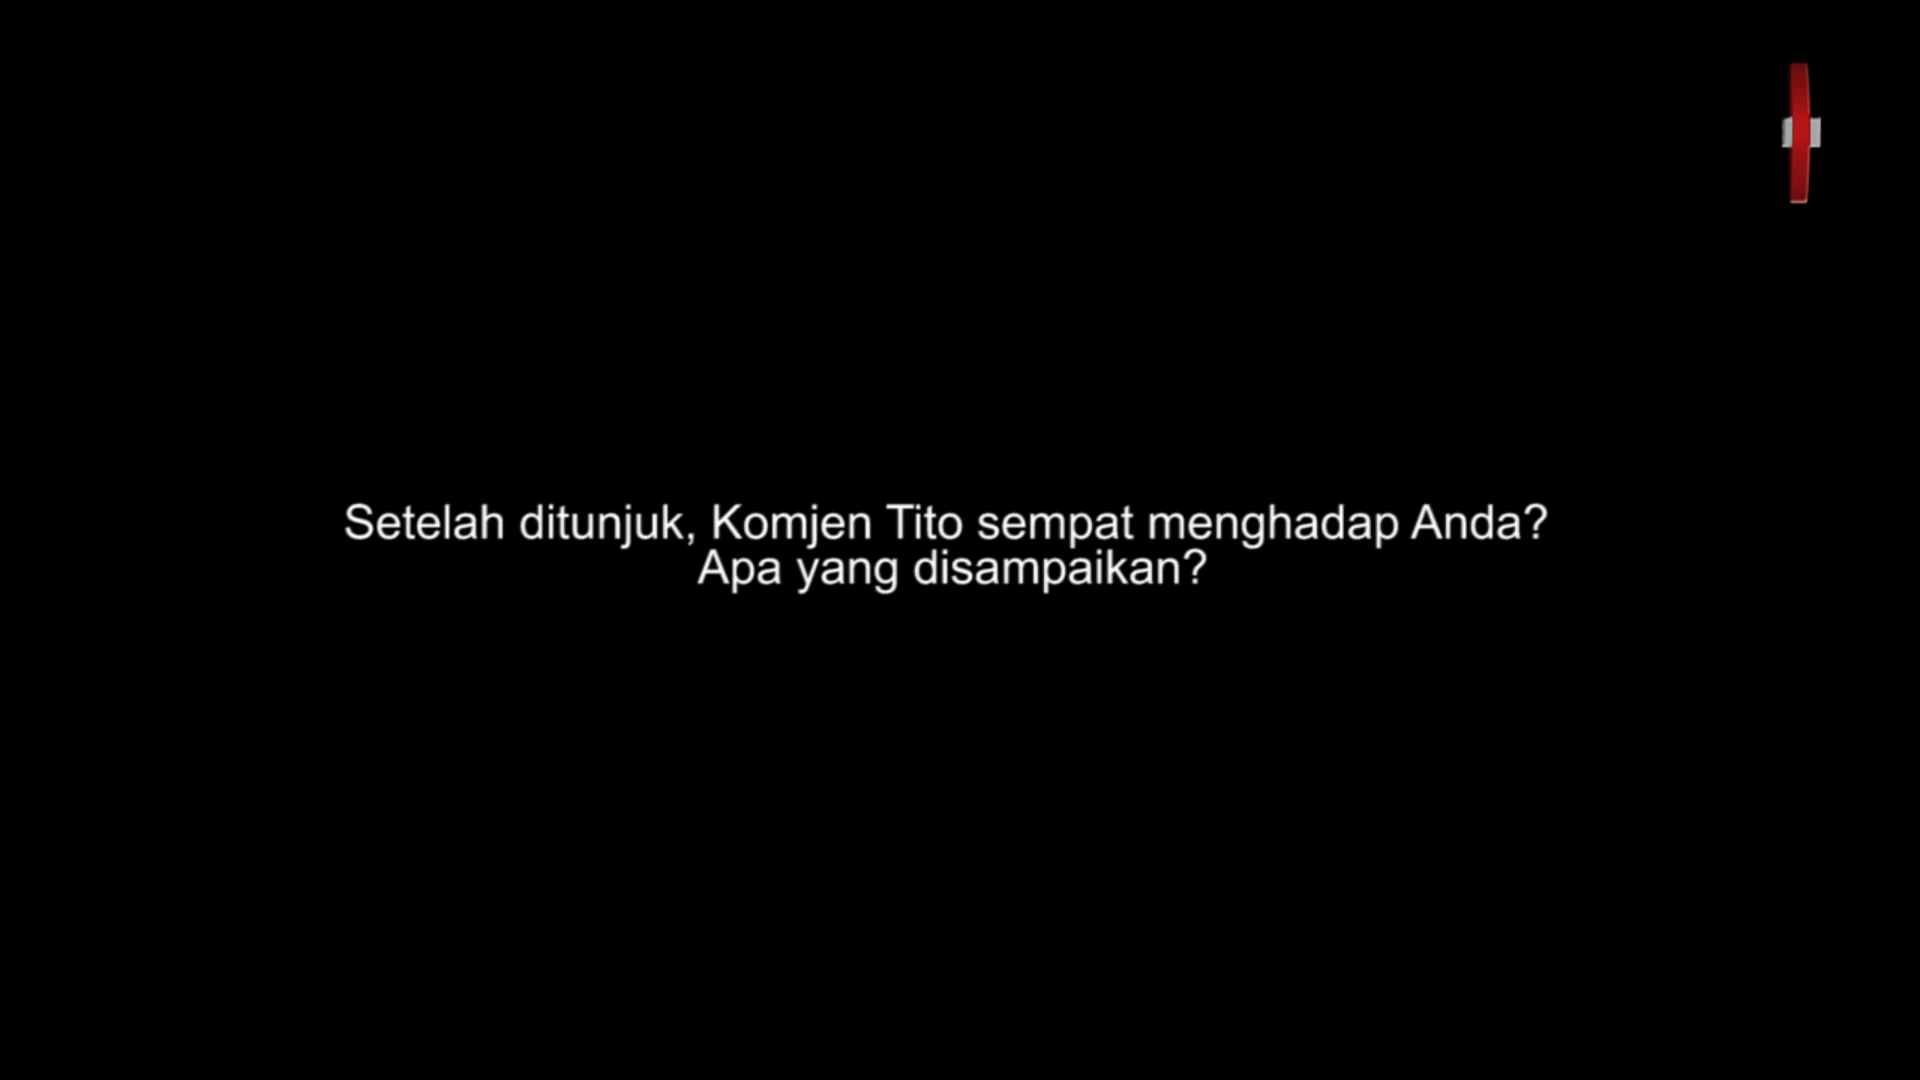 Setelah ditunjuk, Komjen Tito sempat menghadap Anda?
Apa yang disampaikan?